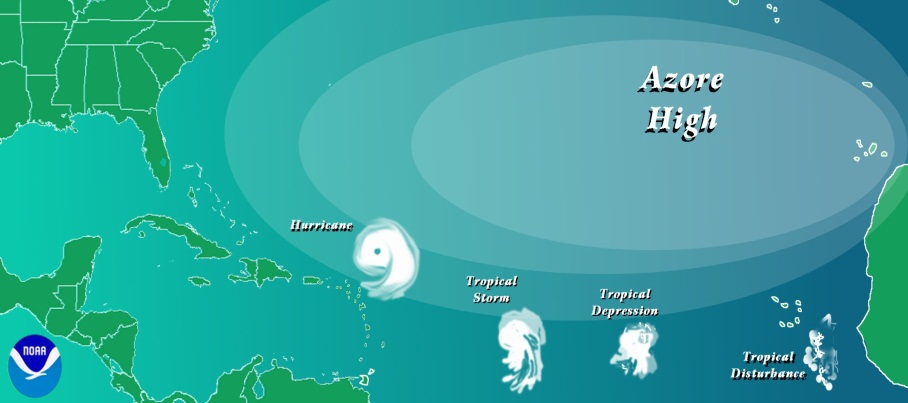 Azore
High
Hurricane
Tropical
Storm
Tropical
Depression
Tropical
Disturbance
NOAA